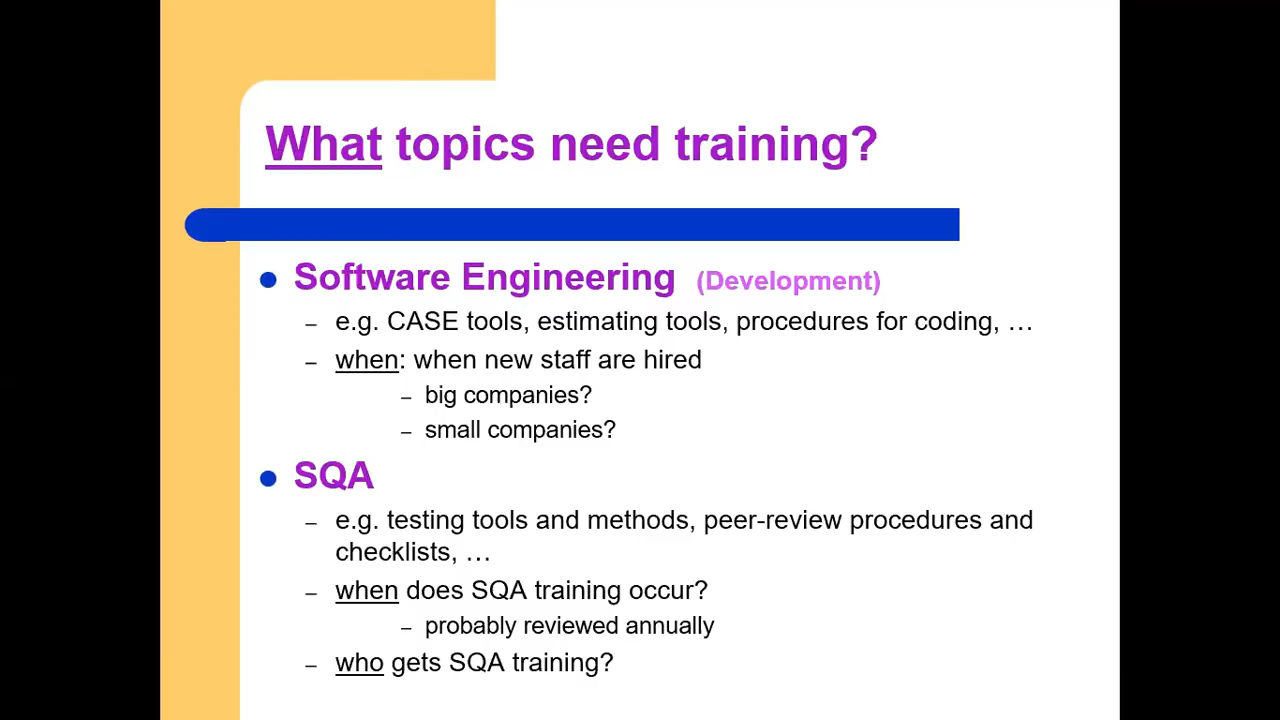 What topics need training?
Software Engineering (Development)
– e.g. CASE tools, estimating tools, procedures for coding, …
– when: when new staff are hired
– big companies?
– small companies?
SQA
– e.g. testing tools and methods, peer-review procedures and
checklists, …
– when does SQA training occur?
– probably reviewed annually
– who gets SQA training?